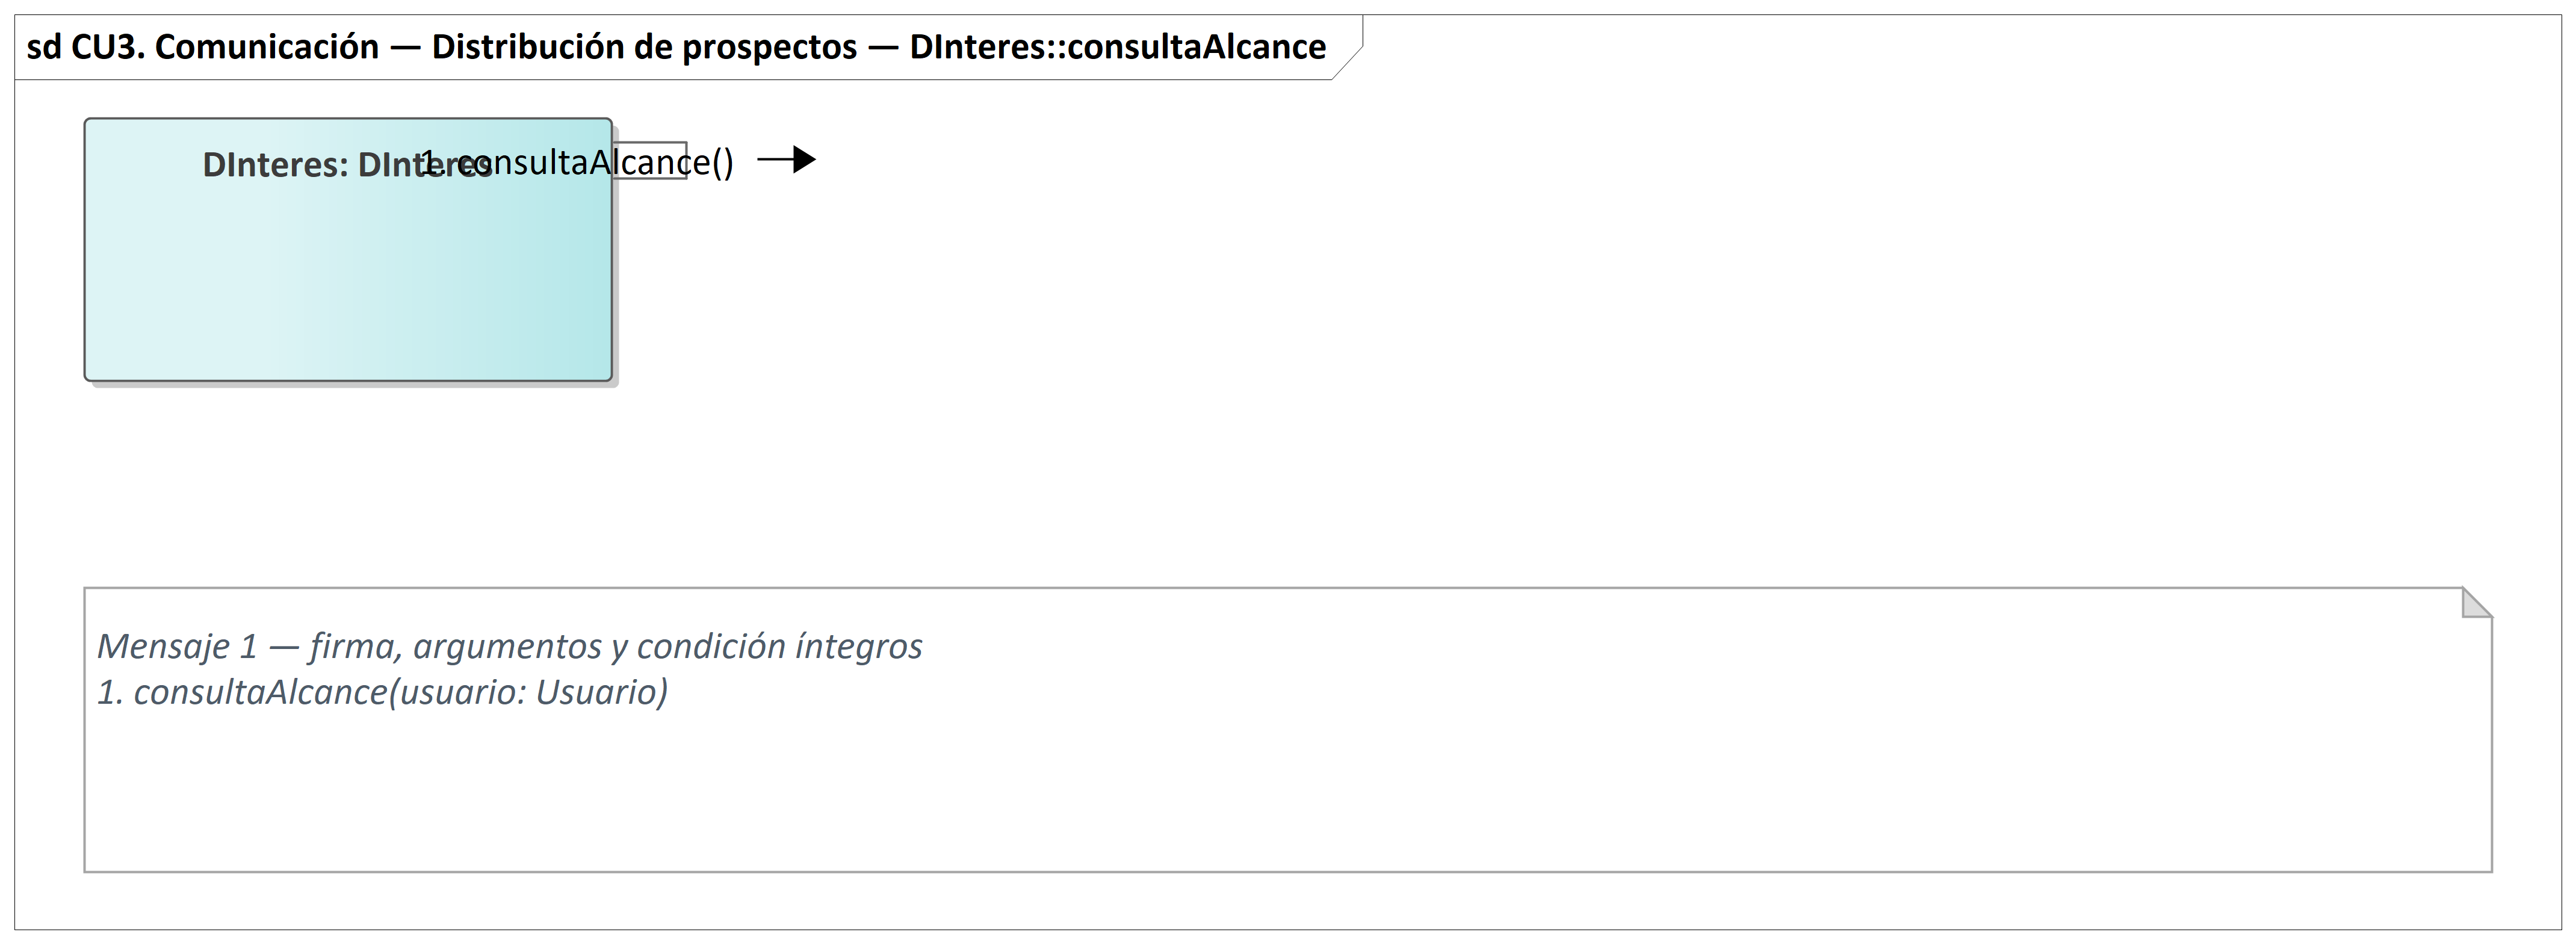 sd CU3. Comunicación — Distribución de prospectos — DInteres::consultaAlcance
DInteres: DInteres
1. consultaAlcance()
Mensaje 1 — firma, argumentos y condición íntegros
1. consultaAlcance(usuario: Usuario)